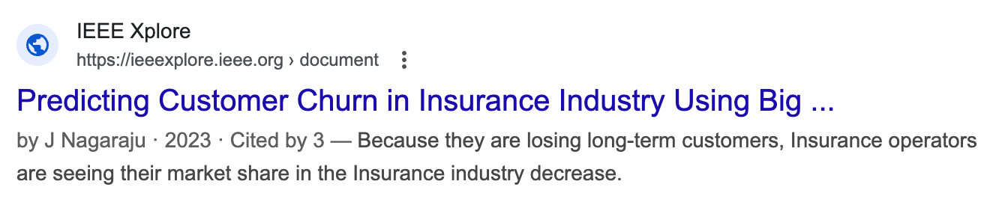 IEEE Xplore
https://ieeexplore.ieee.org › document
Predicting Customer Churn in Insurance Industry Using Big ...
by J Nagaraju · 2023 · Cited by 3 — Because they are losing long-term customers, Insurance operators
are seeing their market share in the Insurance industry decrease.